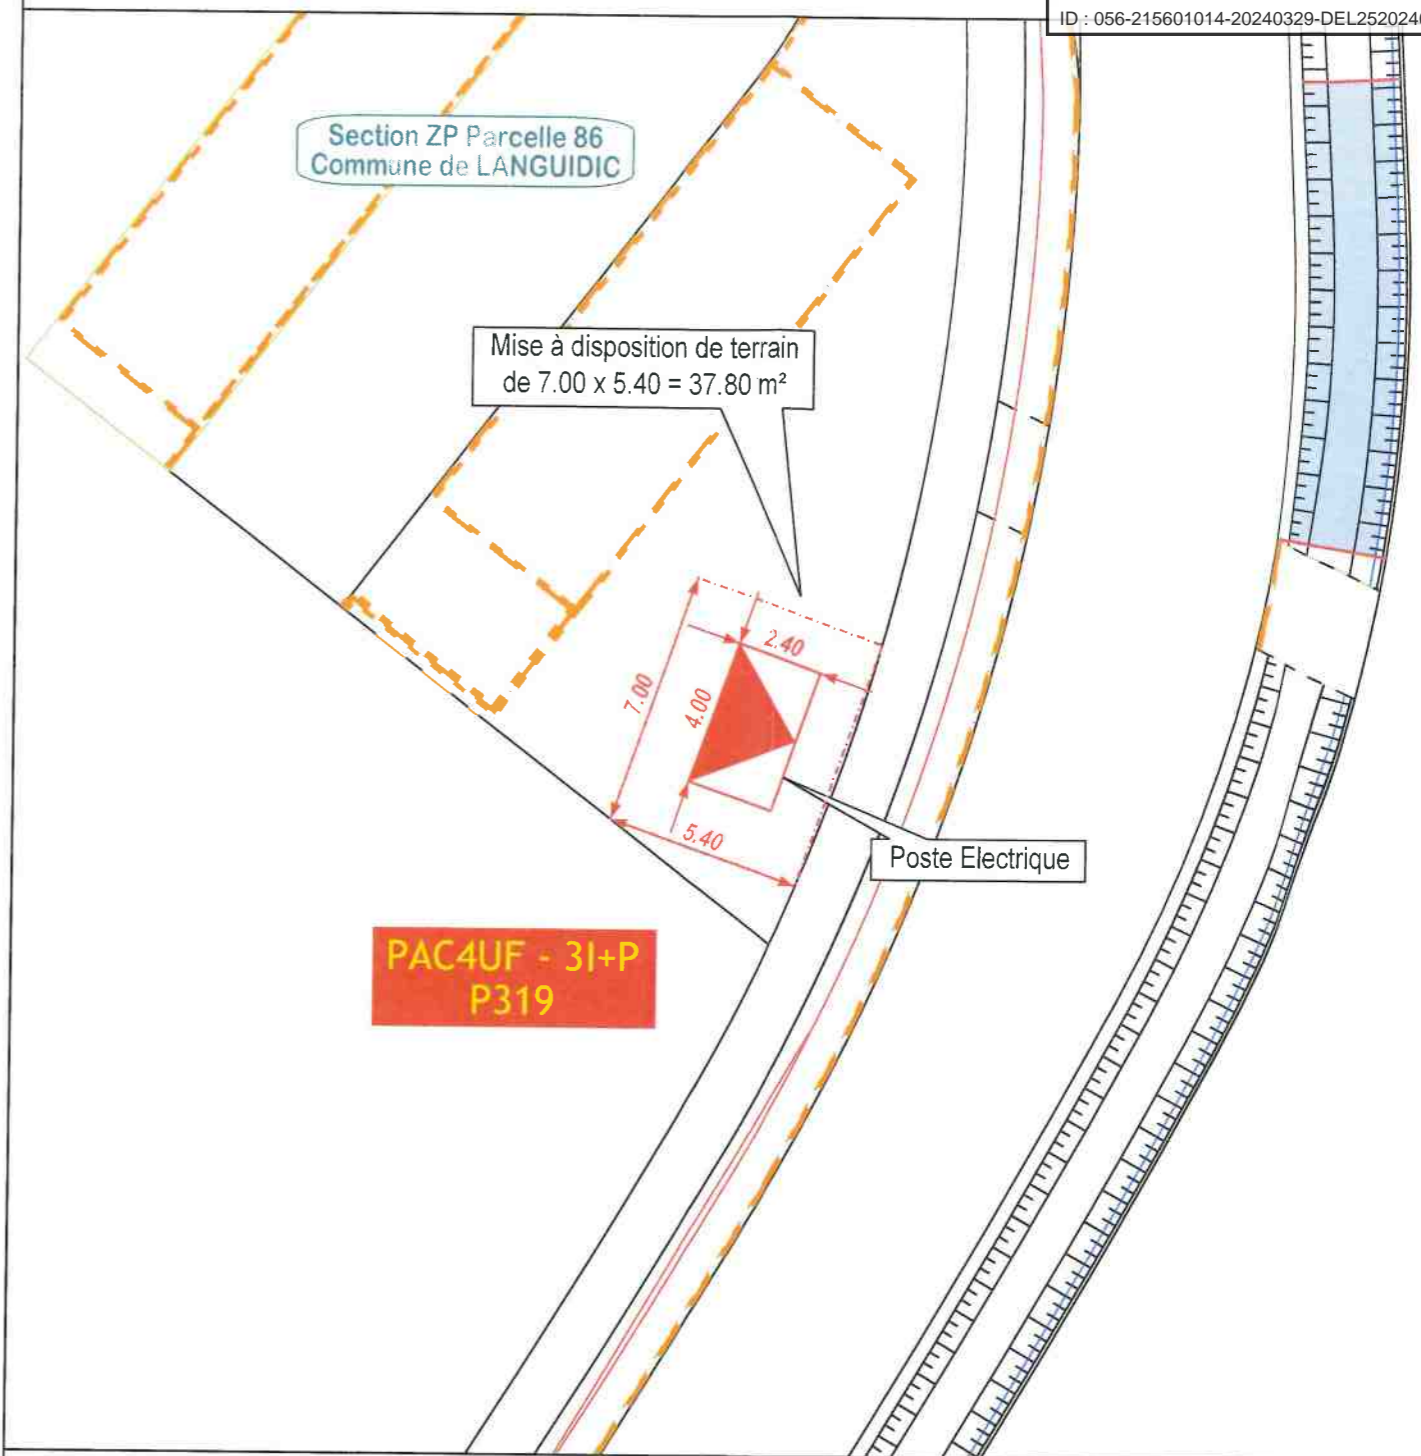 ID : 056-215601014-20240329-DEL2520240
Section ZP Parcelle 86
Commune de LANGUIDIC
Mise à disposition de terrain
de 7.00 x 5.40 = 37.80 m²
2.40
7.00
4.00
5.40
Poste Electrique
PAC4UF - 3I+P
P319